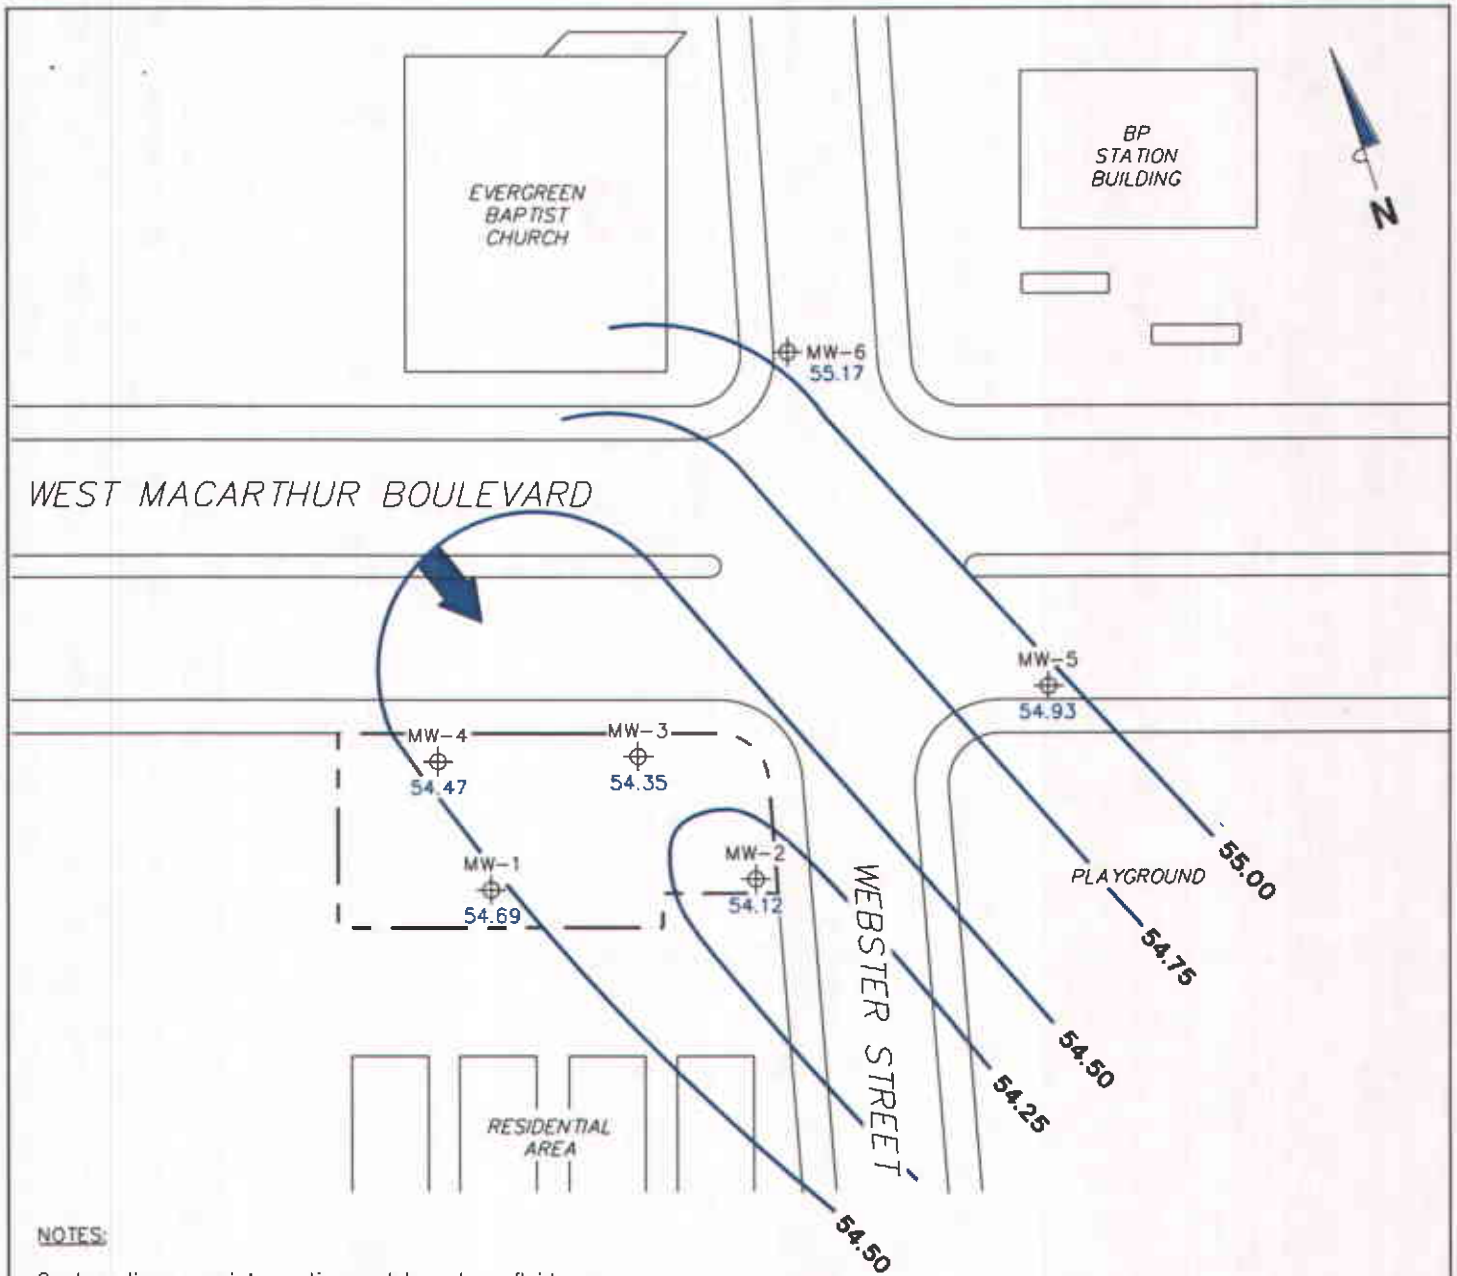 EVERGREEN
BAPTIST
CHURCH
BP
STATION
BUILDING
N
MW-6
55.17
WEST MACARTHUR BOULEVARD
MW-5
54.93
MW-4
54.47
MW-3
54.35
MW-1
54.69
MW-2
54.12
WEBSTER STREET
PLAYGROUND
55.00
54.75
54.50
54.25
RESIDENTIAL
AREA
54.50
NOTES: